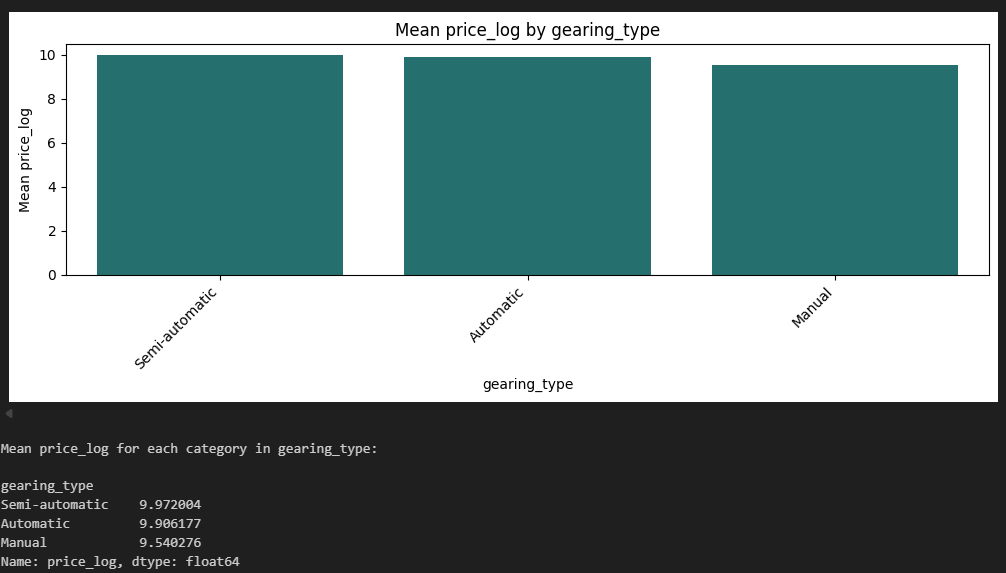 Mean price_log by gearing_type
10
8
6
4
2
0
Mean price_log
Semi-automatic
Automatic
Manual
gearing_type
Mean price_log for each category in gearing_type:
gearing_type
Semi-automatic    9.972004
Automatic         9.906177
Manual            9.540276
Name: price_log, dtype: float64